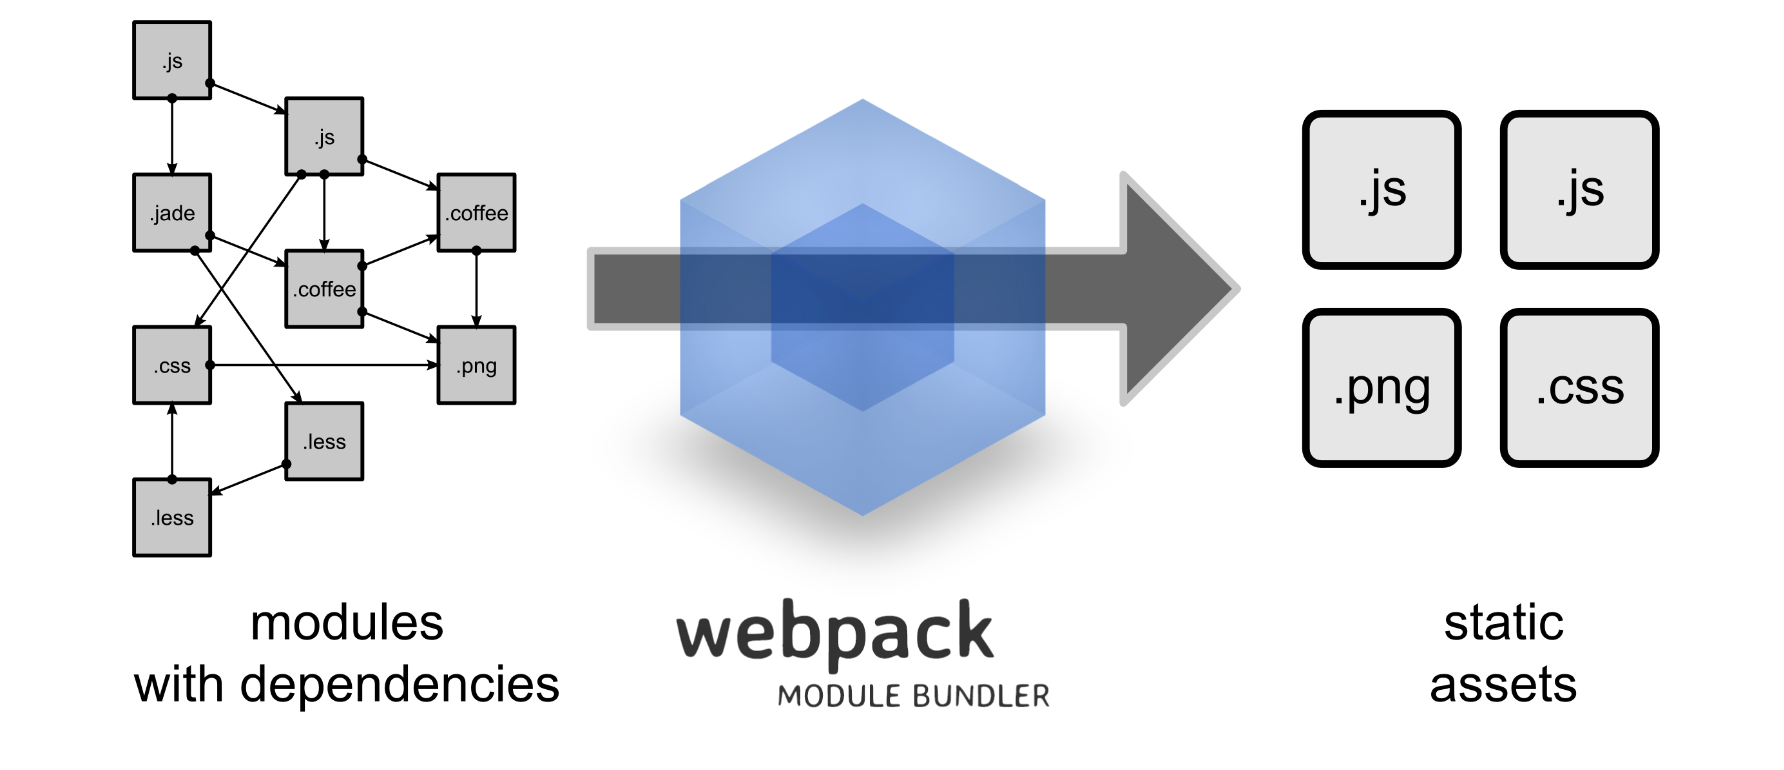 .js
.js
.jade
.coffee
.coffee
.css
.png
.less
.less
modules
with dependencies
webpack
MODULE BUNDLER
.js
.js
.png
.css
static
assets